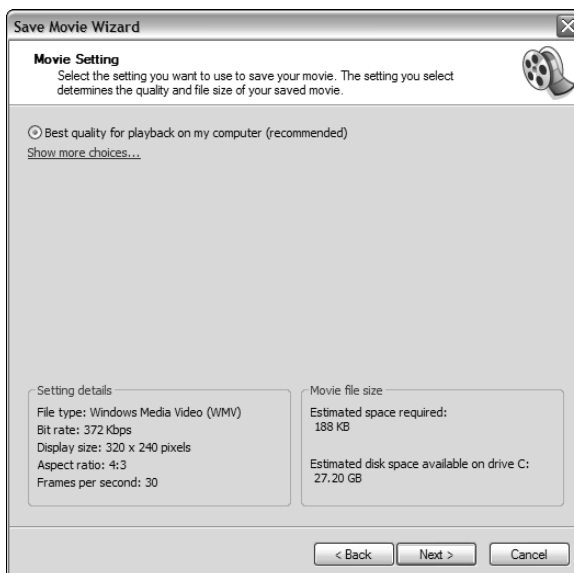 Save Movie Wizard
Movie Setting
Select the setting you want to use to save your movie. The setting you select
determines the quality and file size of your saved movie.
Best quality for playback on my computer (recommended)
Show more choices...
Setting details
File type: Windows Media Video (WMV)
Bit rate: 372 Kbps
Display size: 320 x 240 pixels
Aspect ratio: 4:3
Frames per second: 30
Movie file size
Estimated space required:
188 KB
Estimated disk space available on drive C:
27.20 GB
< Back
Next >
Cancel